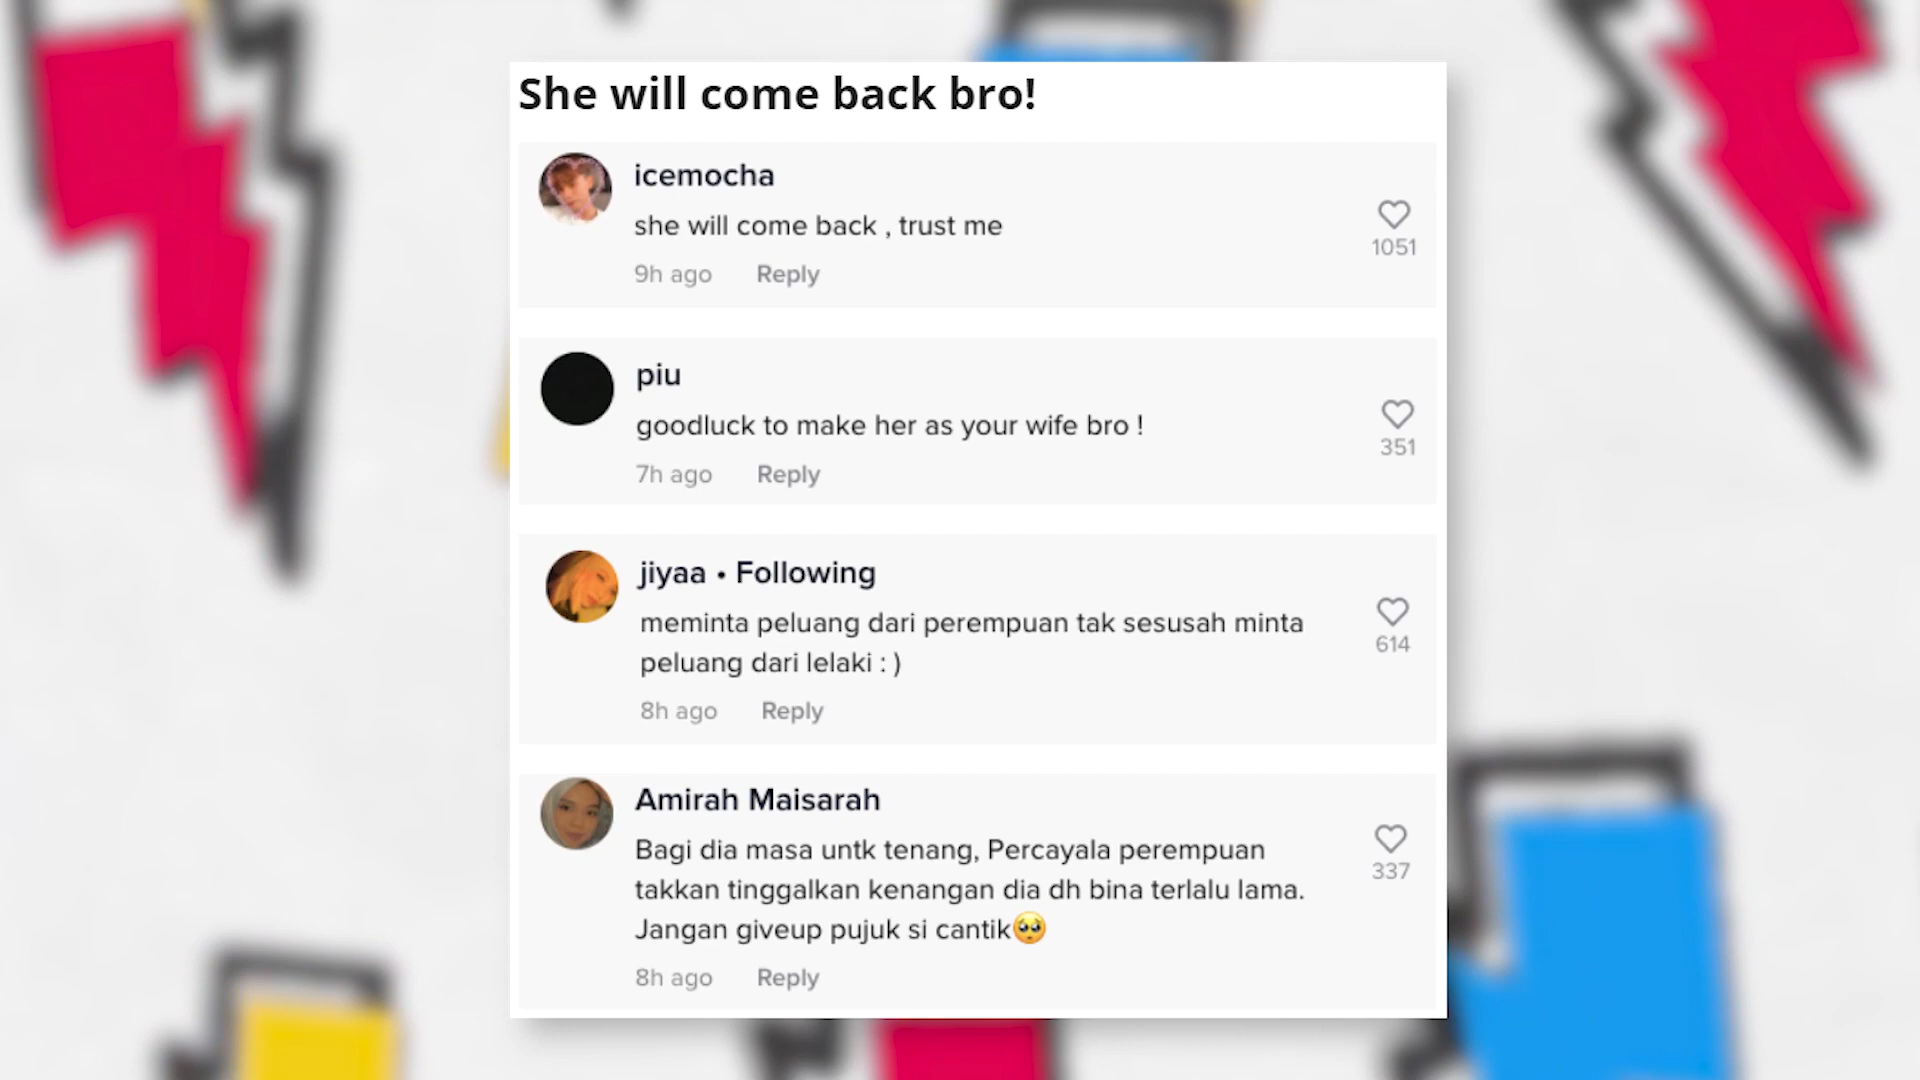 She will come back bro!
icemocha
she will come back , trust me
1051
9h ago Reply
piu
goodluck to make her as your wife bro !
351
7h ago Reply
jiyaa • Following
meminta peluang dari perempuan tak sesusah minta
peluang dari lelaki : )
614
8h ago Reply
Amirah Maisarah
Bagi dia masa untk tenang, Percayala perempuan
takkan tinggalkan kenangan dia dh bina terlalu lama.
337
Jangan giveup pujuk si cantik🥺
8h ago Reply